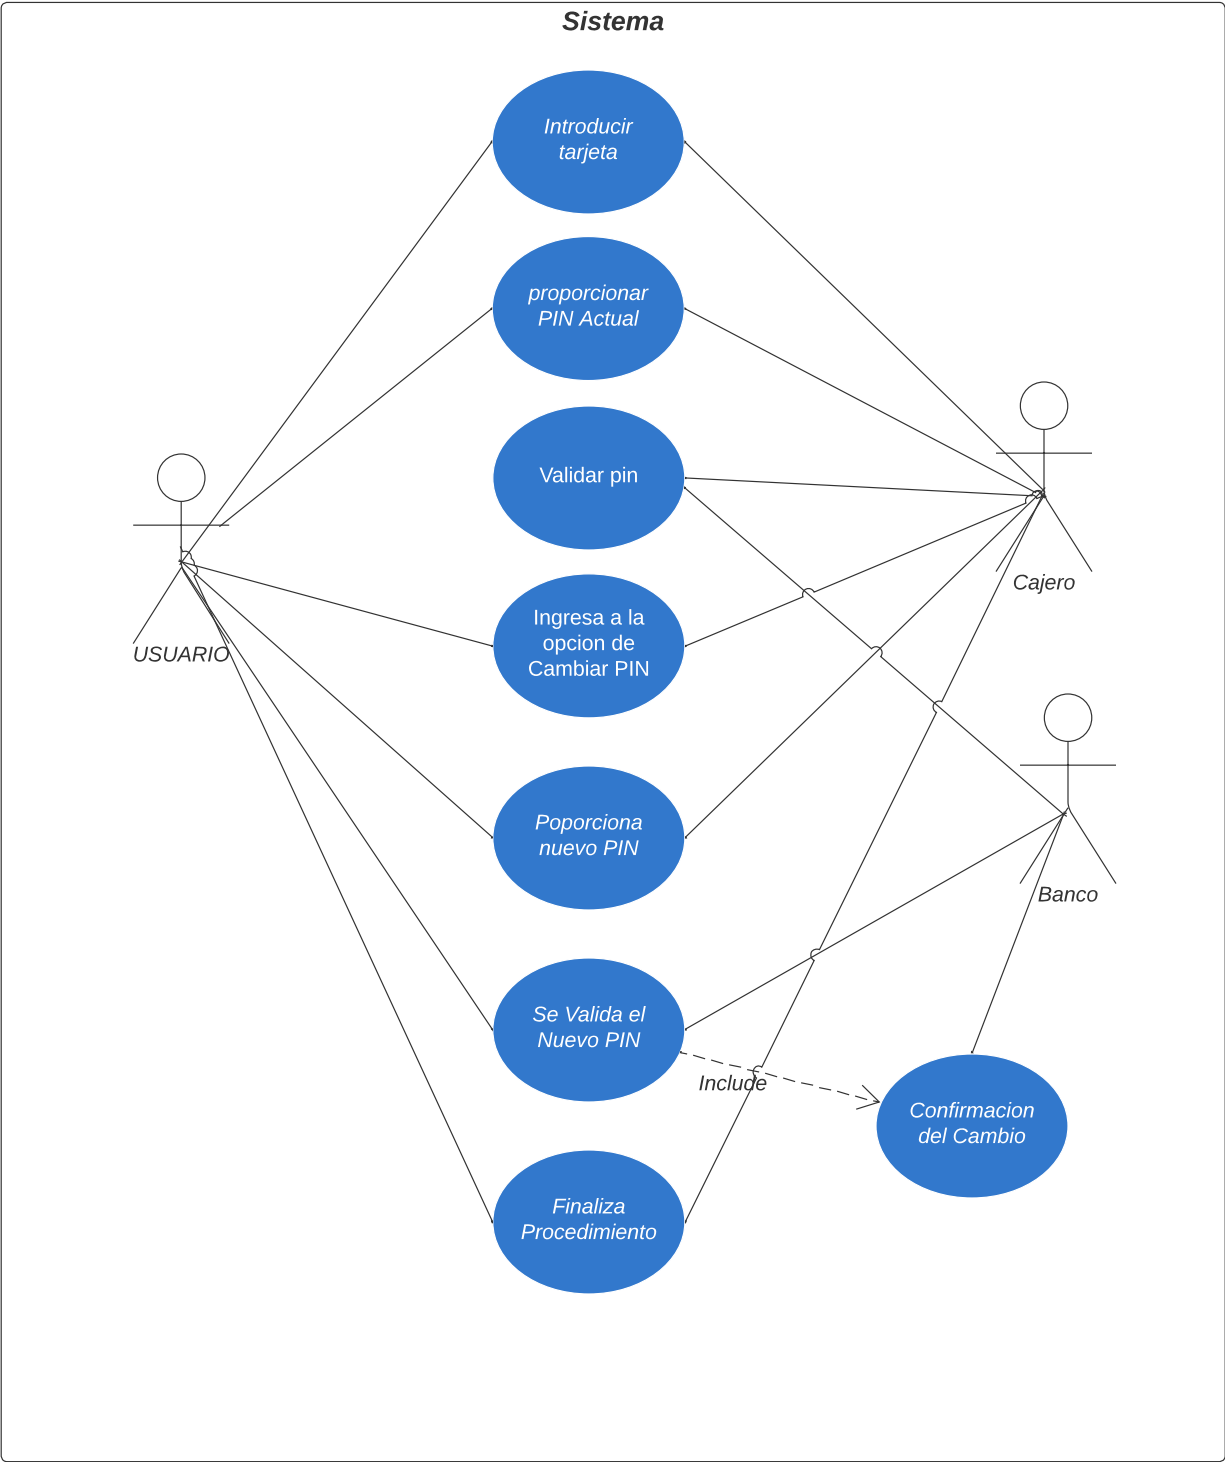 Sistema
Introducir
tarjeta
proporcionar
PIN Actual
Validar pin
Cajero
Ingresa a la
opcion de
Cambiar PIN
USUARIO
Poporciona
nuevo PIN
Banco
Se Valida el
Nuevo PIN
Include
Confirmacion
del Cambio
Finaliza
Procedimiento